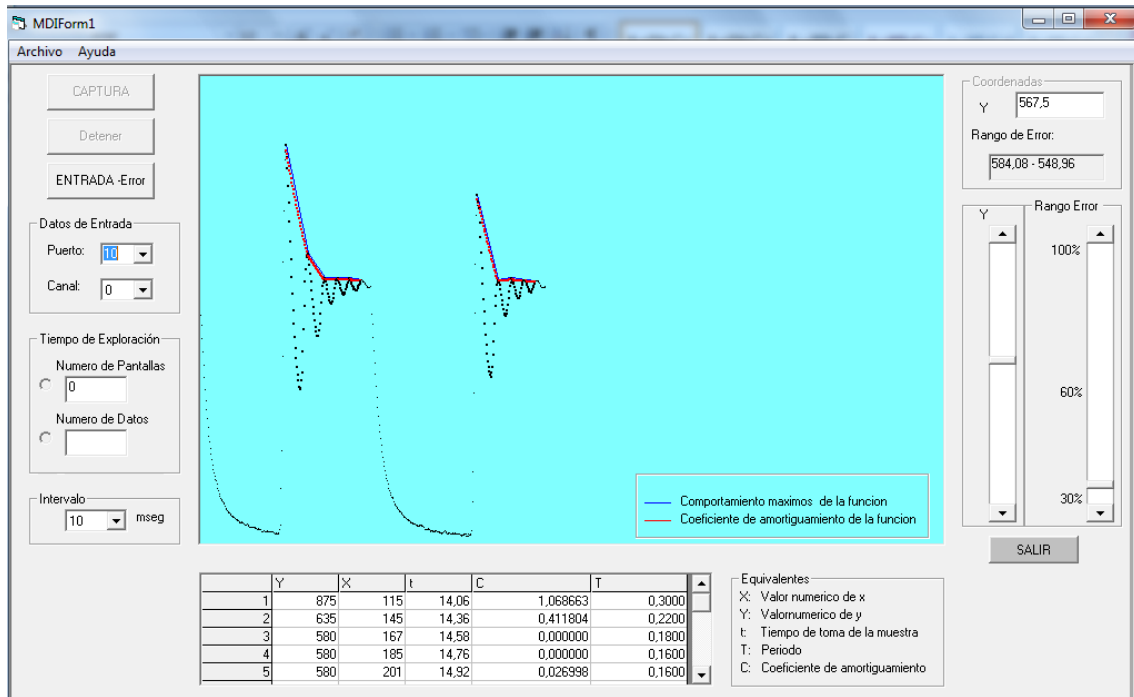 MDIForm1
Archivo Ayuda
CAPTURA
Detener
ENTRADA -Error
Datos de Entrada
Puerto: 10
Canal: 0
Tiempo de Exploración
Numero de Pantallas
0
Numero de Datos
Intervalo
10 mseg
Comportamiento maximos de la funcion
Coeficiente de amortiguamiento de la funcion
Coordenadas
Y 567,5
Rango de Error:
584,08 - 548,96
Y Rango Error
100%
60%
30%
SALIR
Y X t C T
1 875 115 14,06 1,068663 0,3000
2 635 145 14,36 0,411804 0,2200
3 580 167 14,58 0,000000 0,1800
4 580 185 14,76 0,000000 0,1600
5 580 201 14,92 0,026998 0,1600
Equivalentes
X: Valor numerico de x
Y: Valornumerico de y
t: Tiempo de toma de la muestra
T: Periodo
C: Coeficiente de amortiguamiento